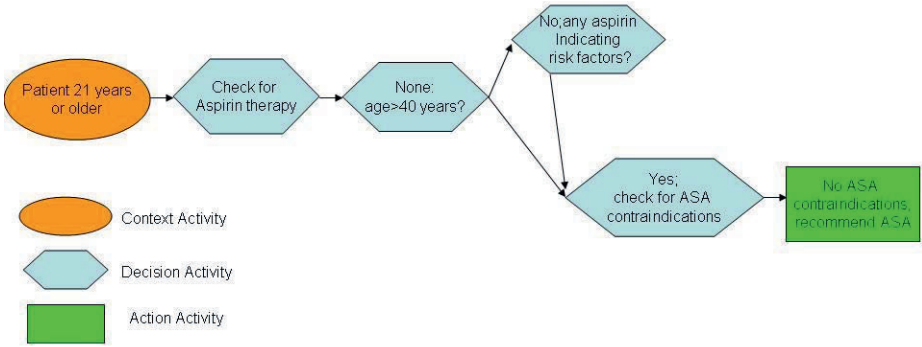 Patient 21 years
or older
Check for
Aspirin therapy
None:
age>40 years?
No;any aspirin
Indicating
risk factors?
Yes;
check for ASA
contraindications
No ASA
contraindications,
recommend ASA
Context Activity
Decision Activity
Action Activity